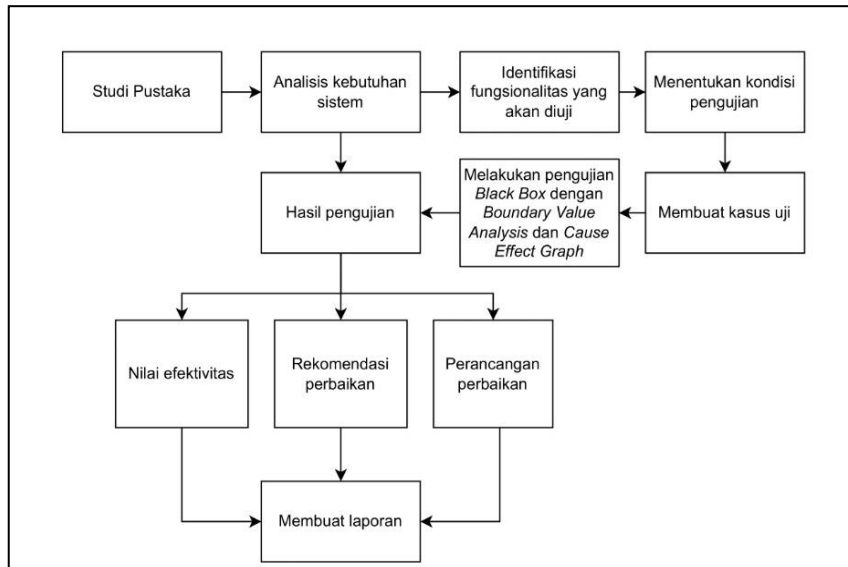 Studi Pustaka
Analisis kebutuhan
sistem
Identifikasi
fungsionalitas yang
akan diuji
Menentukan kondisi
pengujian
Hasil pengujian
Melakukan pengujian
Black Box dengan
Boundary Value
Analysis dan Cause
Effect Graph
Membuat kasus uji
Nilai efektivitas
Rekomendasi
perbaikan
Perancangan
perbaikan
Membuat laporan